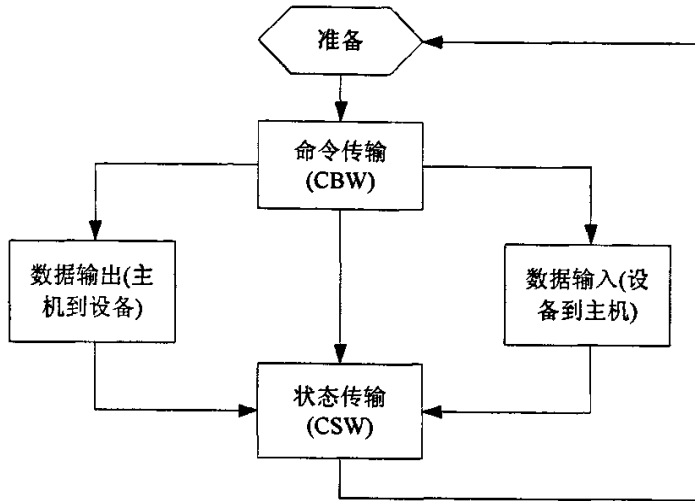 准备
命令传输
(CBW)
数据输出(主
机到设备)
数据输入(设
备到主机)
状态传输
(CSW)